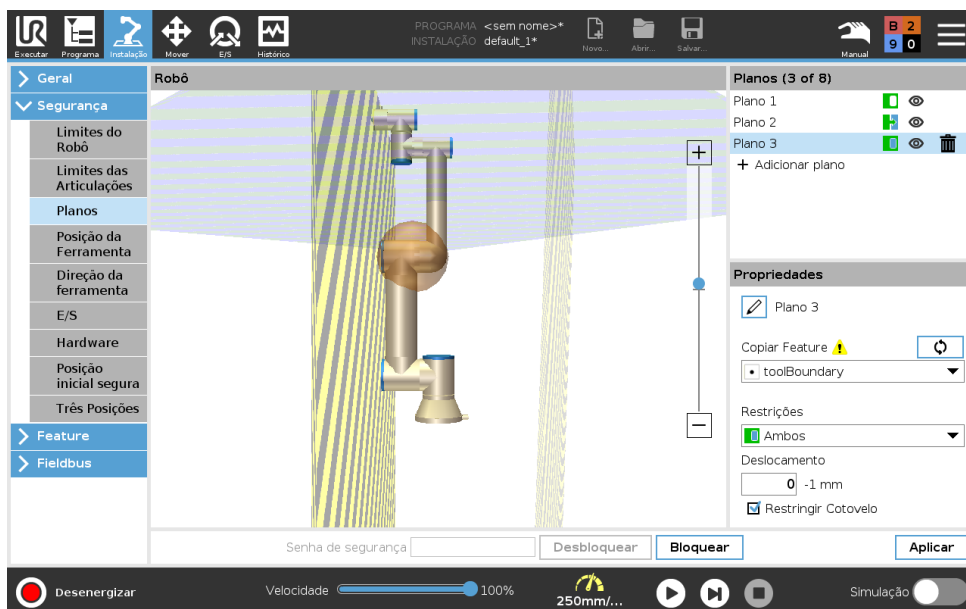 UR
Executar
Programa
Instalação
Mover
E/S
Histórico
PROGRAMA <sem nome>*
INSTALAÇÃO default_1*
Novo...
Abrir...
Salvar...
Manual
B 2
9 0
Geral
Segurança
Limites do
Robô
Limites das
Articulações
Planos
Posição da
Ferramenta
Direção da
ferramenta
E/S
Hardware
Posição
inicial segura
Três Posições
Feature
Fieldbus
Robô
Planos (3 of 8)
Plano 1
Plano 2
Plano 3
+ Adicionar plano
Propriedades
Plano 3
Copiar Feature
toolBoundary
Restrições
Ambos
Deslocamento
0 -1 mm
Restringir Cotovelo
Senha de segurança
Desbloquear
Bloquear
Aplicar
Desenergizar
Velocidade
100%
250mm/...
Simulação